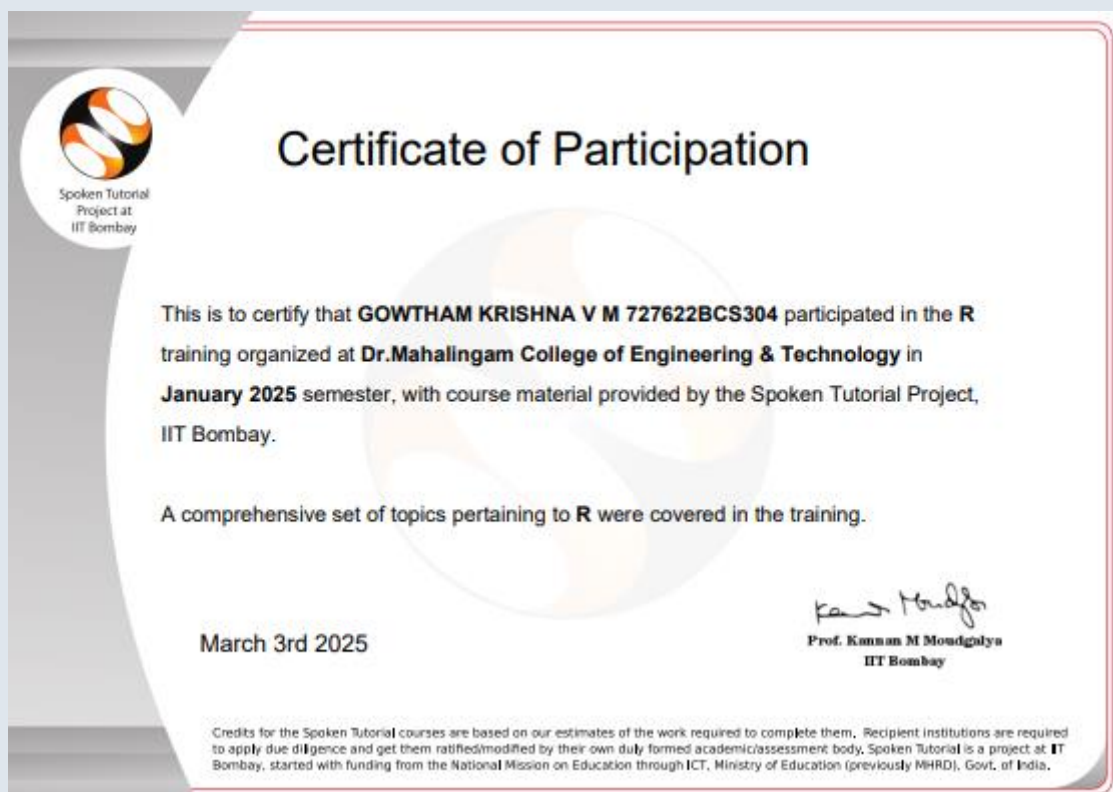 Spoken Tutorial
Project at
IIT Bombay
Certificate of Participation
This is to certify that GOWTHAM KRISHNA V M 727622BCS304 participated in the R
training organized at Dr.Mahalingam College of Engineering & Technology in
January 2025 semester, with course material provided by the Spoken Tutorial Project,
IIT Bombay.
A comprehensive set of topics pertaining to R were covered in the training.
March 3rd 2025
Prof. Kannan M Moudgalya
IIT Bombay
Credits for the Spoken Tutorial courses are based on our estimates of the work required to complete them. Recipient institutions are required
to apply due diligence and get them ratified/modified by their own duly formed academic/assessment body. Spoken Tutorial is a project at IIT
Bombay, started with funding from the National Mission on Education through ICT, Ministry of Education (previously MHRD), Govt. of India.